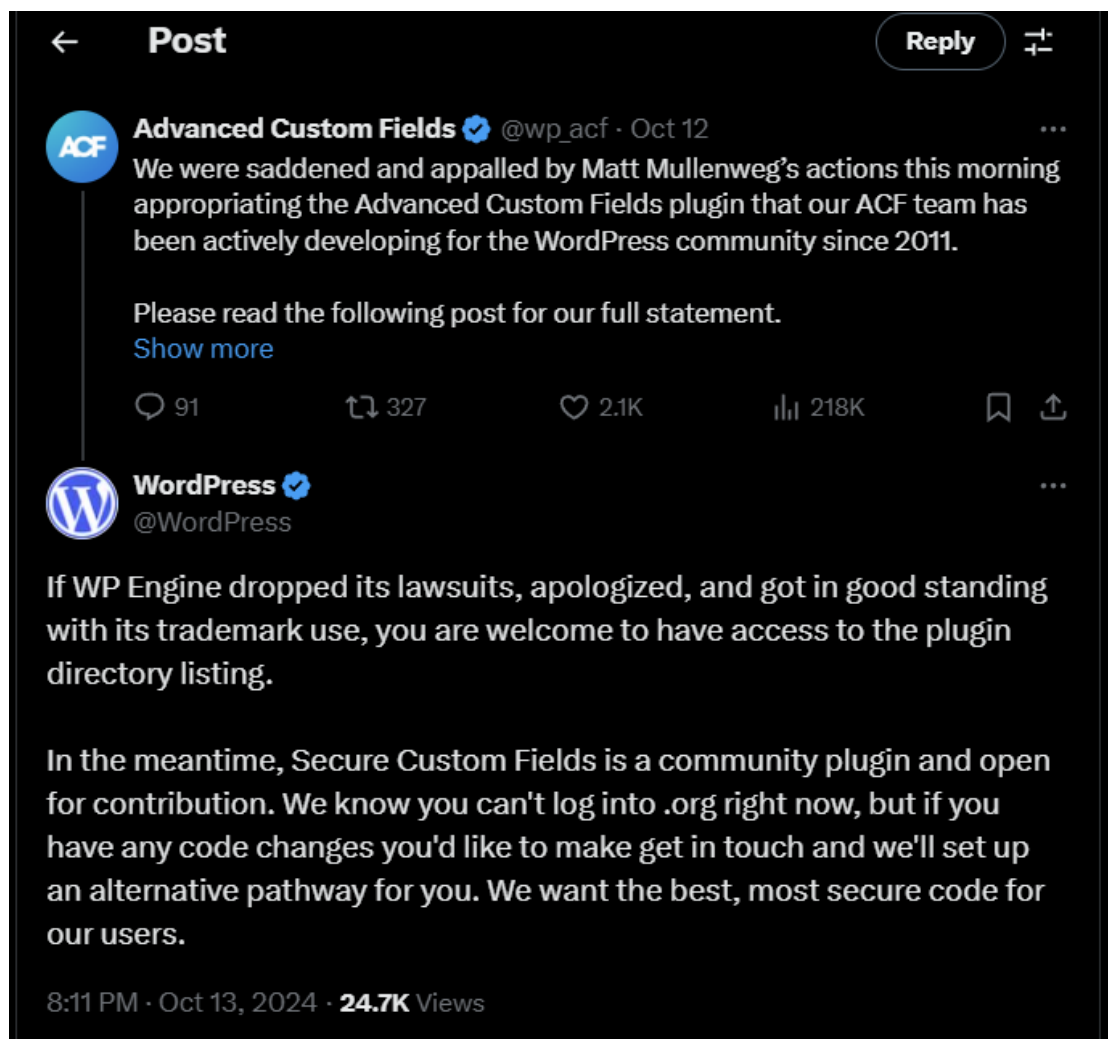 Post
Reply
ACF
Advanced Custom Fields @wp_acf · Oct 12
We were saddened and appalled by Matt Mullenweg’s actions this morning
appropriating the Advanced Custom Fields plugin that our ACF team has
been actively developing for the WordPress community since 2011.
Please read the following post for our full statement.
Show more
91 327 2.1K 218K
WordPress
@WordPress
If WP Engine dropped its lawsuits, apologized, and got in good standing
with its trademark use, you are welcome to have access to the plugin
directory listing.
In the meantime, Secure Custom Fields is a community plugin and open
for contribution. We know you can't log into .org right now, but if you
have any code changes you'd like to make get in touch and we'll set up
an alternative pathway for you. We want the best, most secure code for
our users.
8:11 PM · Oct 13, 2024 · 24.7K Views